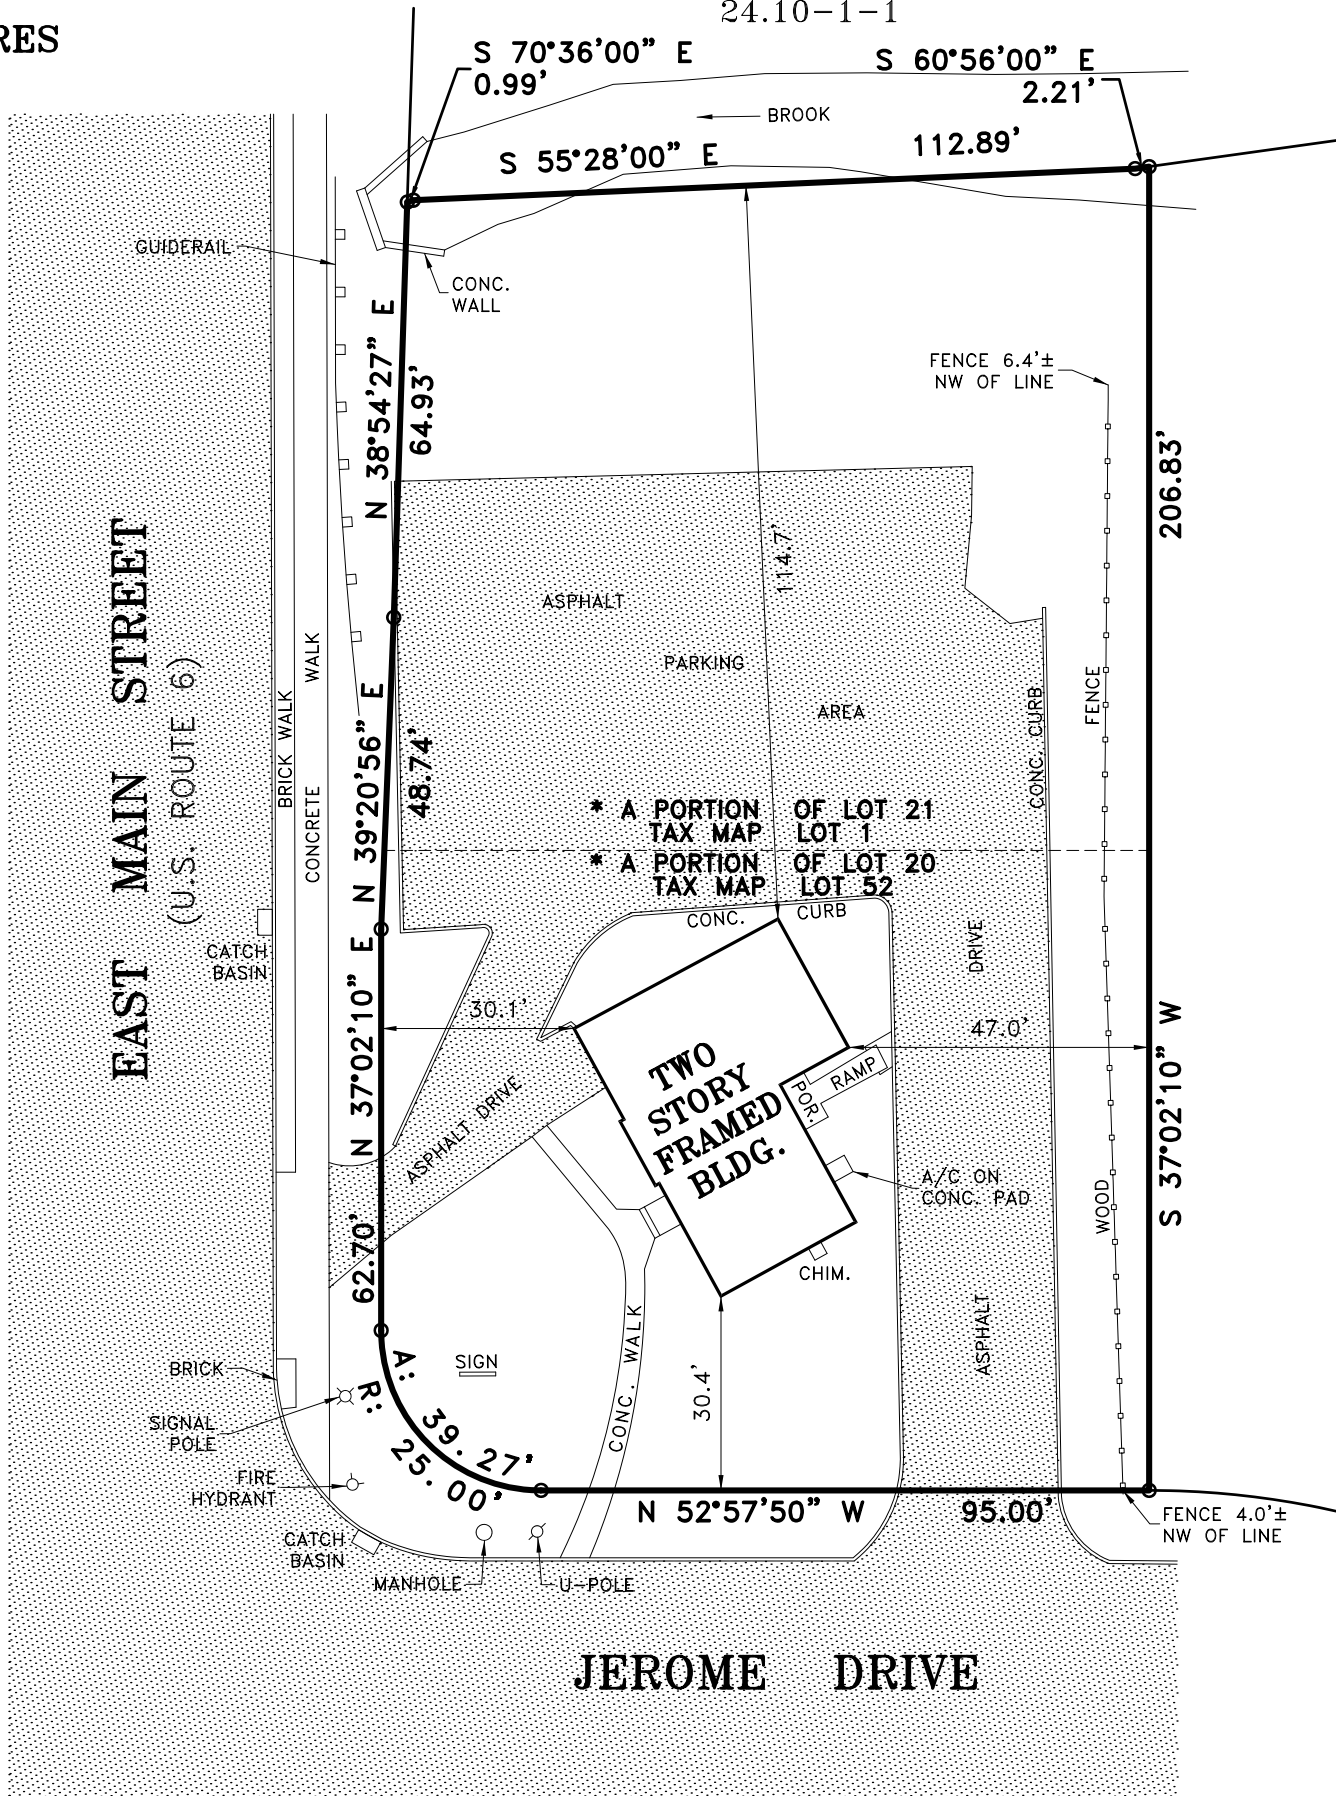 24.10-1-1
RES
S 70°36'00" E
0.99'
S 60°56'00" E
2.21'
BROOK
S 55°28'00" E
112.89'
GUIDERAIL
CONC.
WALL
N 38°54'27" E
64.93'
FENCE 6.4'±
NW OF LINE
206.83'
114.7'
ASPHALT
PARKING
AREA
EAST MAIN STREET
(U.S. ROUTE 6)
BRICK WALK
CONCRETE WALK
N 39°20'56" E
48.74'
CONC. CURB
FENCE
* A PORTION OF LOT 21
TAX MAP LOT 1
* A PORTION OF LOT 20
TAX MAP LOT 52
CONC. CURB
CATCH
BASIN
N 37°02'10" E
62.70'
30.1'
DRIVE
47.0'
S 37°02'10" W
TWO
STORY
FRAMED
BLDG.
POR.
RAMP
ASPHALT DRIVE
A/C ON
CONC. PAD
WOOD
CHIM.
ASPHALT
CONC. WALK
30.4'
SIGN
BRICK
SIGNAL
POLE
A: 39.27'
R: 25.00'
FIRE
HYDRANT
CATCH
BASIN
MANHOLE
U-POLE
N 52°57'50" W
95.00'
FENCE 4.0'±
NW OF LINE
JEROME DRIVE